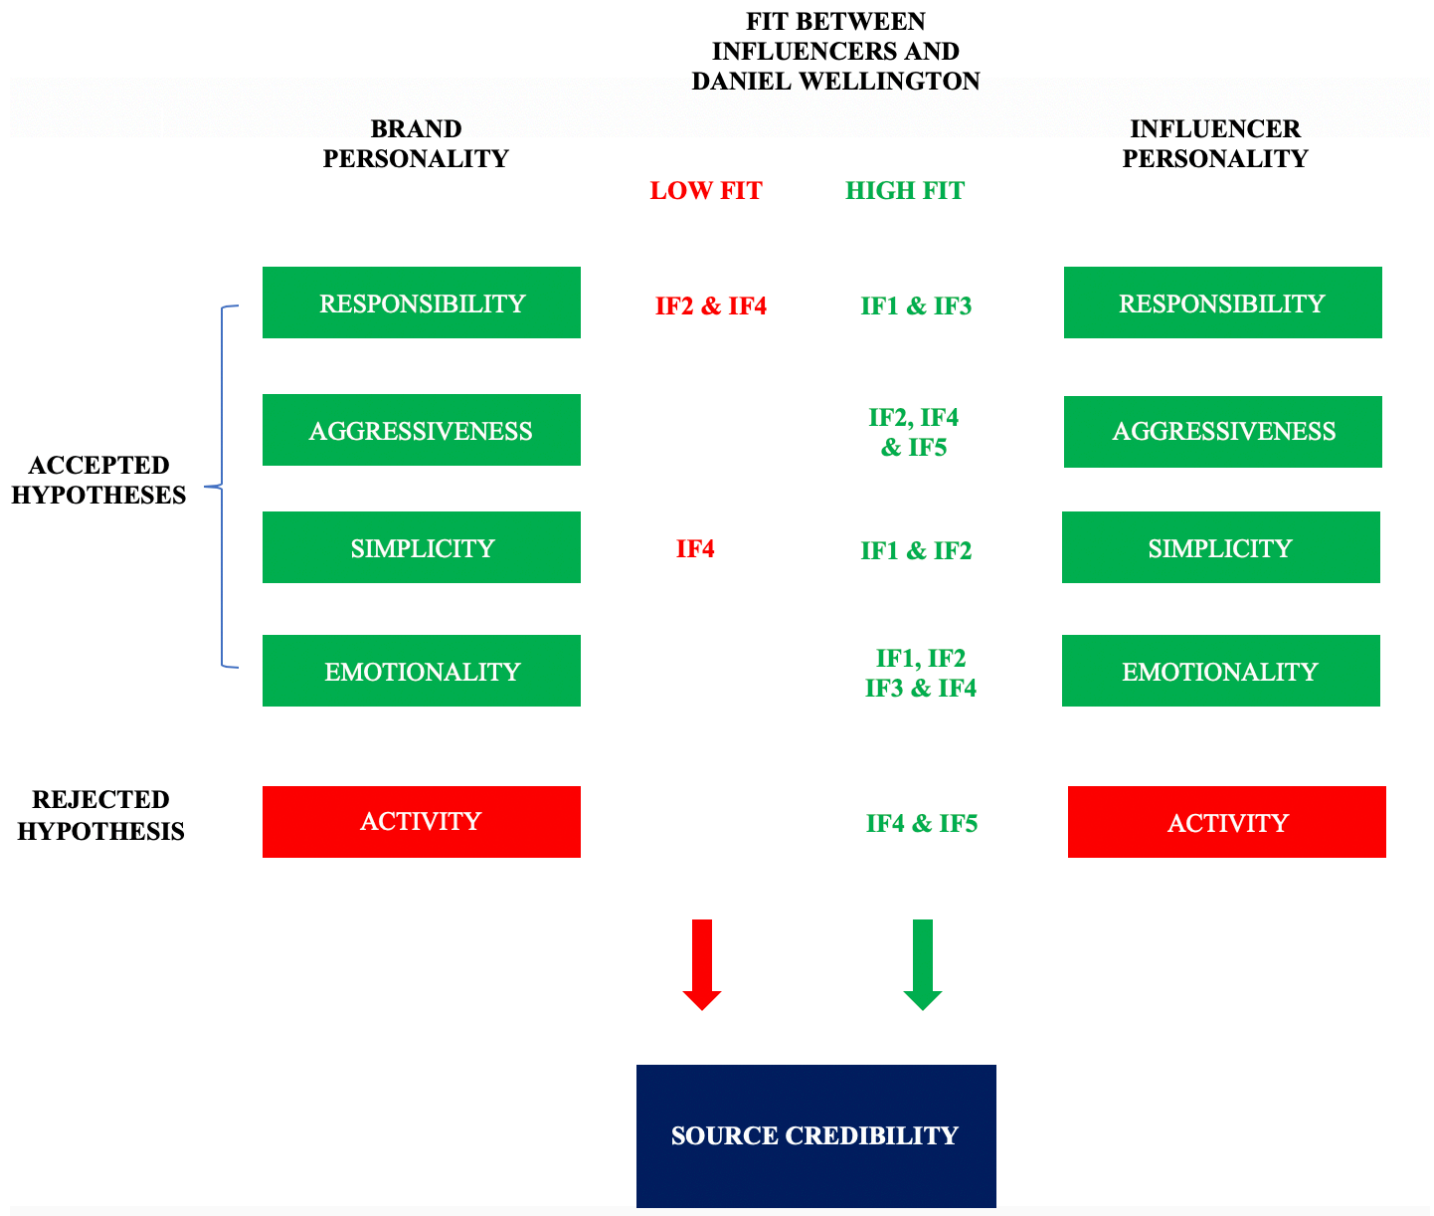 FIT BETWEEN
INFLUENCERS AND
DANIEL WELLINGTON
BRAND
PERSONALITY
INFLUENCER
PERSONALITY
LOW FIT
HIGH FIT
RESPONSIBILITY
IF2 & IF4
IF1 & IF3
RESPONSIBILITY
AGGRESSIVENESS
IF2, IF4
& IF5
AGGRESSIVENESS
ACCEPTED
HYPOTHESES
SIMPLICITY
IF4
IF1 & IF2
SIMPLICITY
EMOTIONALITY
IF1, IF2
IF3 & IF4
EMOTIONALITY
REJECTED
HYPOTHESIS
ACTIVITY
IF4 & IF5
ACTIVITY
SOURCE CREDIBILITY